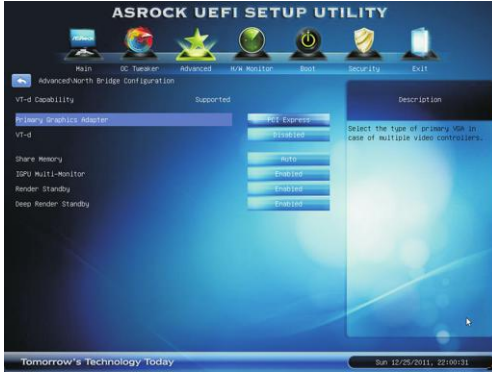 ASROCK UEFI SETUP UTILITY
Main OC Tweaker Advanced H/W Monitor Boot Security Exit
Advanced\North Bridge Configuration
Description
VT-d Capability Supported
Primary Graphics Adapter PCI Express
Select the type of primary VGA in
case of multiple video controllers.
VT-d Disabled
Share Memory Auto
IGPU Multi-Monitor Enabled
Render Standby Enabled
Deep Render Standby Enabled
Tomorrow's Technology Today
Sun 12/25/2011, 22:00:31